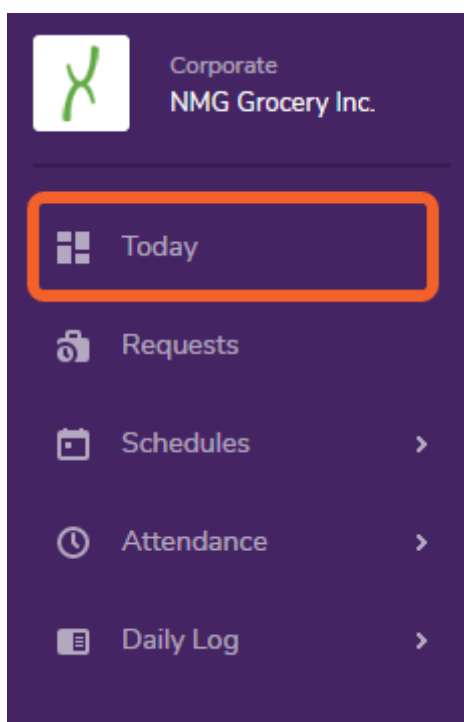 Corporate
NMG Grocery Inc.
Today
Requests
Schedules
Attendance
Daily Log